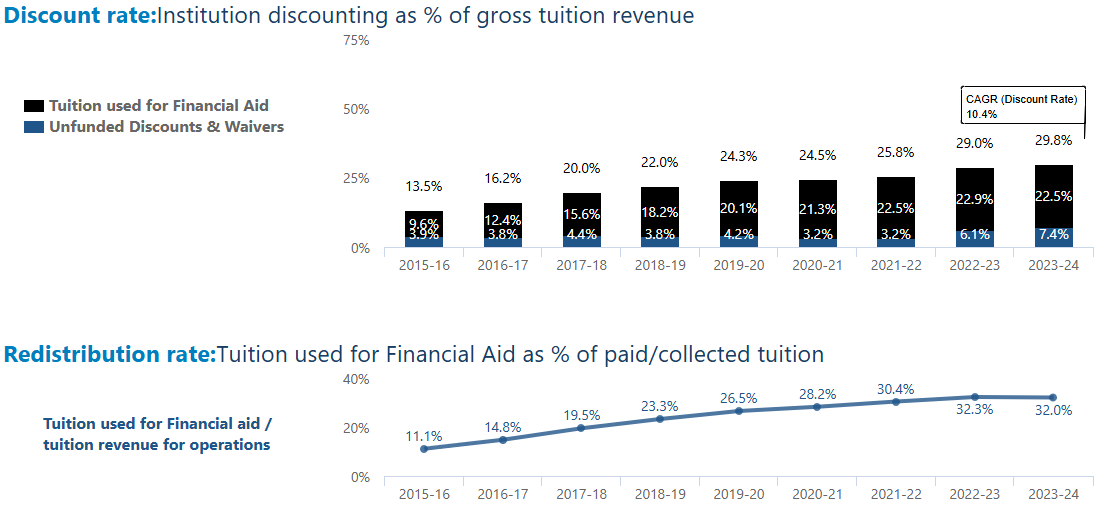 Discount rate:Institution discounting as % of gross tuition revenue
75%
Tuition used for Financial Aid
Unfunded Discounts & Waivers
CAGR (Discount Rate)
10.4%
50%
25%
0%
13.5% 16.2% 20.0% 22.0% 24.3% 24.5% 25.8% 29.0% 29.8%
9.6% 12.4% 15.6% 18.2% 20.1% 21.3% 22.5% 22.9% 22.5%
3.9% 3.8% 4.4% 3.8% 4.2% 3.2% 3.2% 6.1% 7.4%
2015-16 2016-17 2017-18 2018-19 2019-20 2020-21 2021-22 2022-23 2023-24
Redistribution rate:Tuition used for Financial Aid as % of paid/collected tuition
Tuition used for Financial aid /
tuition revenue for operations
40%
20%
0%
11.1% 14.8% 19.5% 23.3% 26.5% 28.2% 30.4% 32.3% 32.0%
2015-16 2016-17 2017-18 2018-19 2019-20 2020-21 2021-22 2022-23 2023-24